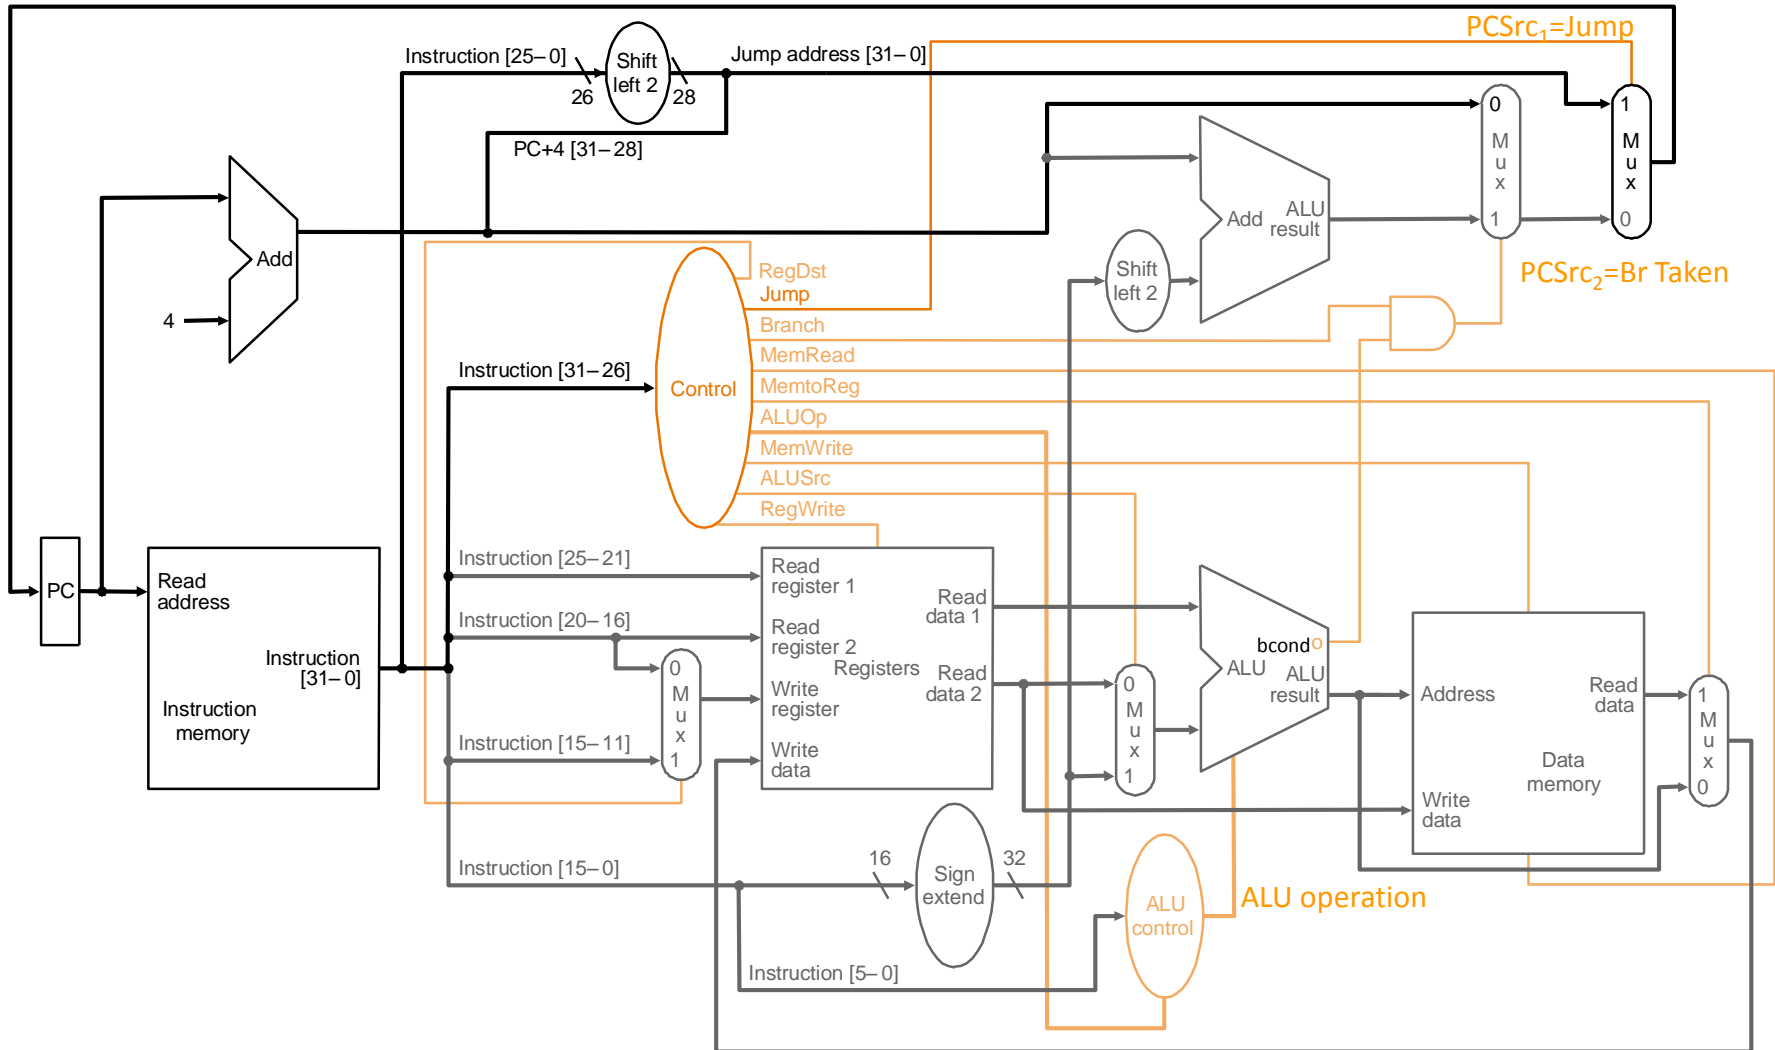 PCSrc1=Jump
Instruction [25–0]
Shift
left 2
Jump address [31–0]
26
28
PC+4 [31–28]
0
M
u
x
1
1
M
u
x
0
Add
4
Add
ALU
result
Shift
left 2
PCSrc2=Br Taken
RegDst
Jump
Branch
MemRead
MemtoReg
ALUOp
MemWrite
ALUSrc
RegWrite
Instruction [31–26]
Control
PC
Read
address
Instruction
[31–0]
Instruction
memory
Instruction [25–21]
Instruction [20–16]
Instruction [15–11]
Instruction [15–0]
Instruction [5–0]
0
M
u
x
1
Read
register 1
Read
register 2
Registers
Write
register
Write
data
Read
data 1
Read
data 2
0
M
u
x
1
bcond
ALU
ALU
result
Address
Read
data
Data
memory
Write
data
1
M
u
x
0
16
Sign
extend
32
ALU
control
ALU operation